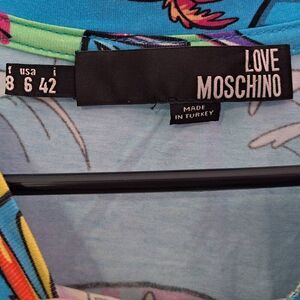 f usa i
8 6 42
LOVE
MOSCHINO
MADE
IN TURKEY